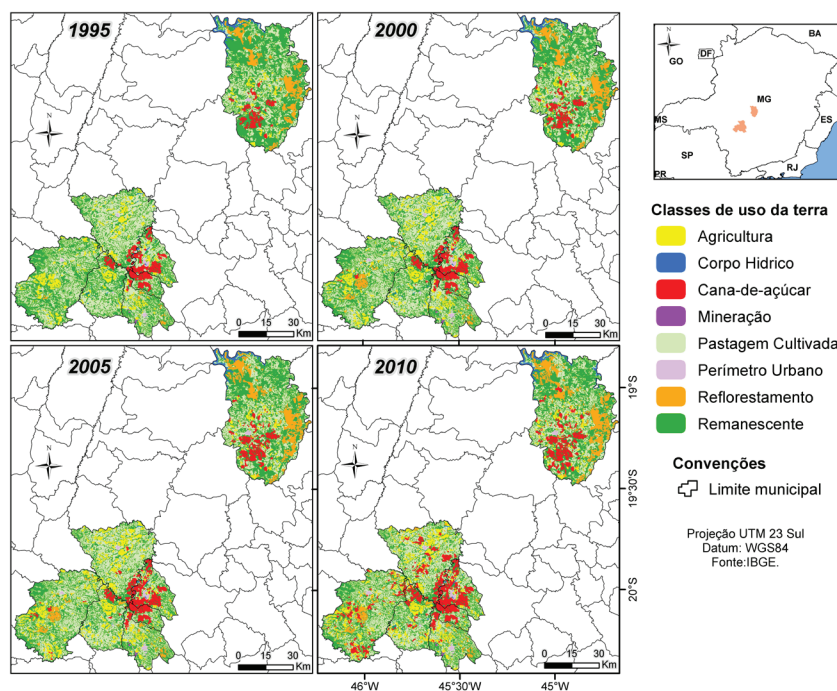 1995
N
0 15 30
Km
2000
N
0 15 30
Km
2005
N
0 15 30
Km
2010
N
0 15 30
Km
19°S
19°30'S
20°S
46°W
45°30'W
45°W
N
BA
DF
GO
MG
MS
ES
SP
RJ
PR
Classes de uso da terra
Agricultura
Corpo Hidrico
Cana-de-açúcar
Mineração
Pastagem Cultivada
Perímetro Urbano
Reflorestamento
Remanescente
Convenções
Limite municipal
Projeção UTM 23 Sul
Datum: WGS84
Fonte:IBGE.